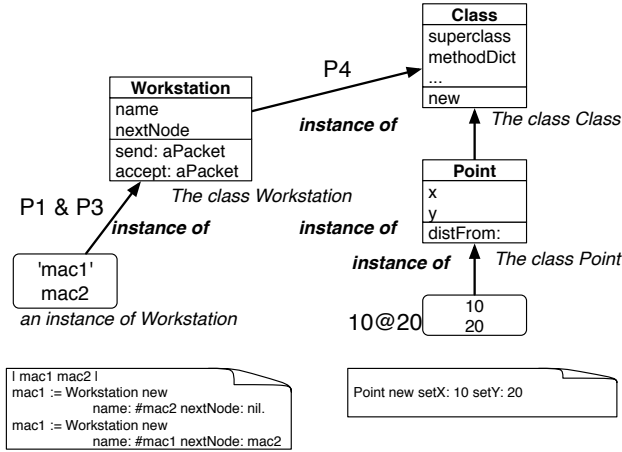 Class
superclass
methodDict
...
new
The class Class
P4
instance of
Workstation
name
nextNode
send: aPacket
accept: aPacket
The class Workstation
P1 & P3
instance of
'mac1'
mac2
an instance of Workstation
Point
x
y
distFrom:
The class Point
instance of
instance of
10@20
10
20
| mac1 mac2 |
mac1 := Workstation new
name: #mac2 nextNode: nil.
mac1 := Workstation new
name: #mac1 nextNode: mac2
Point new setX: 10 setY: 20